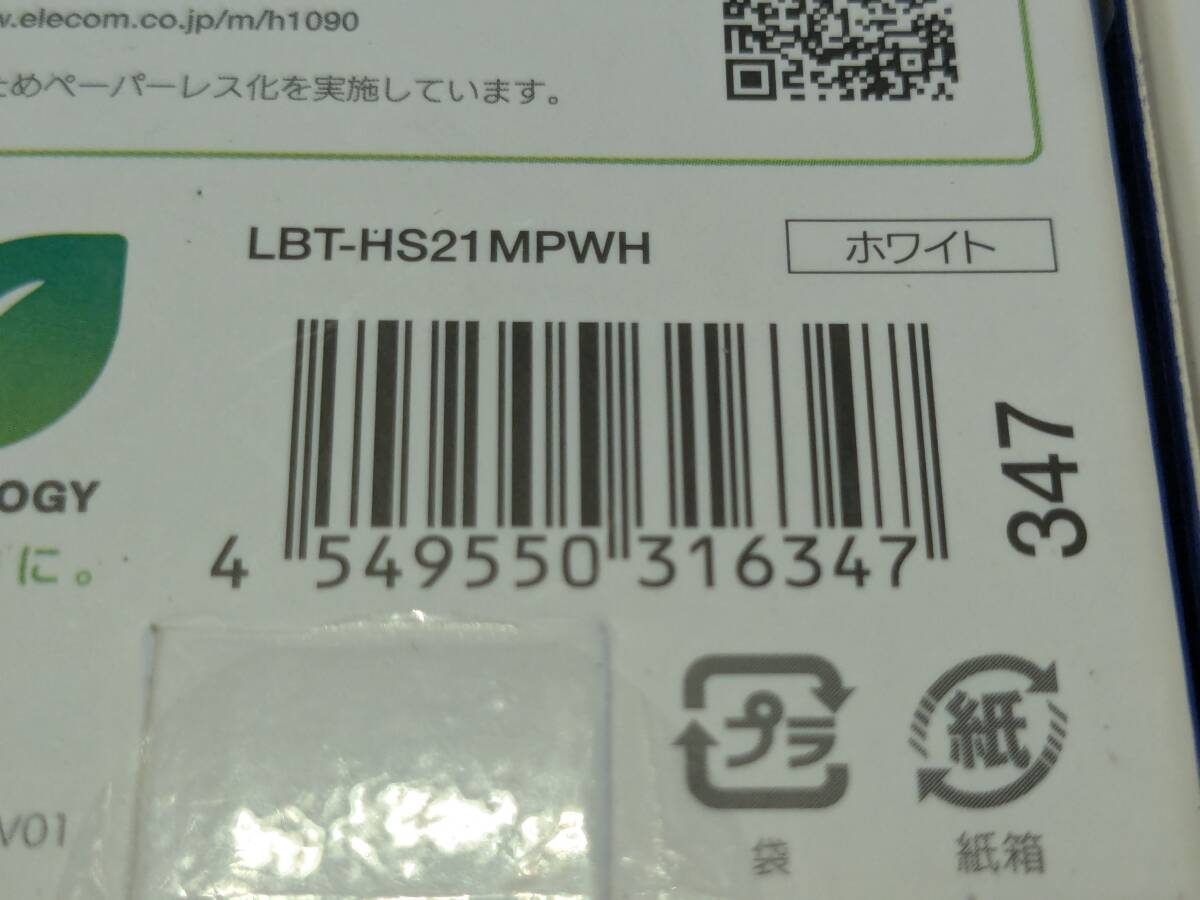 w.elecom.co.jp/m/h1090
ためペーパーレス化を実施しています。
LBT-HS21MPWH
ホワイト
4 549550 316347
347
OGY
に。
プラ
紙
V01
袋
紙箱